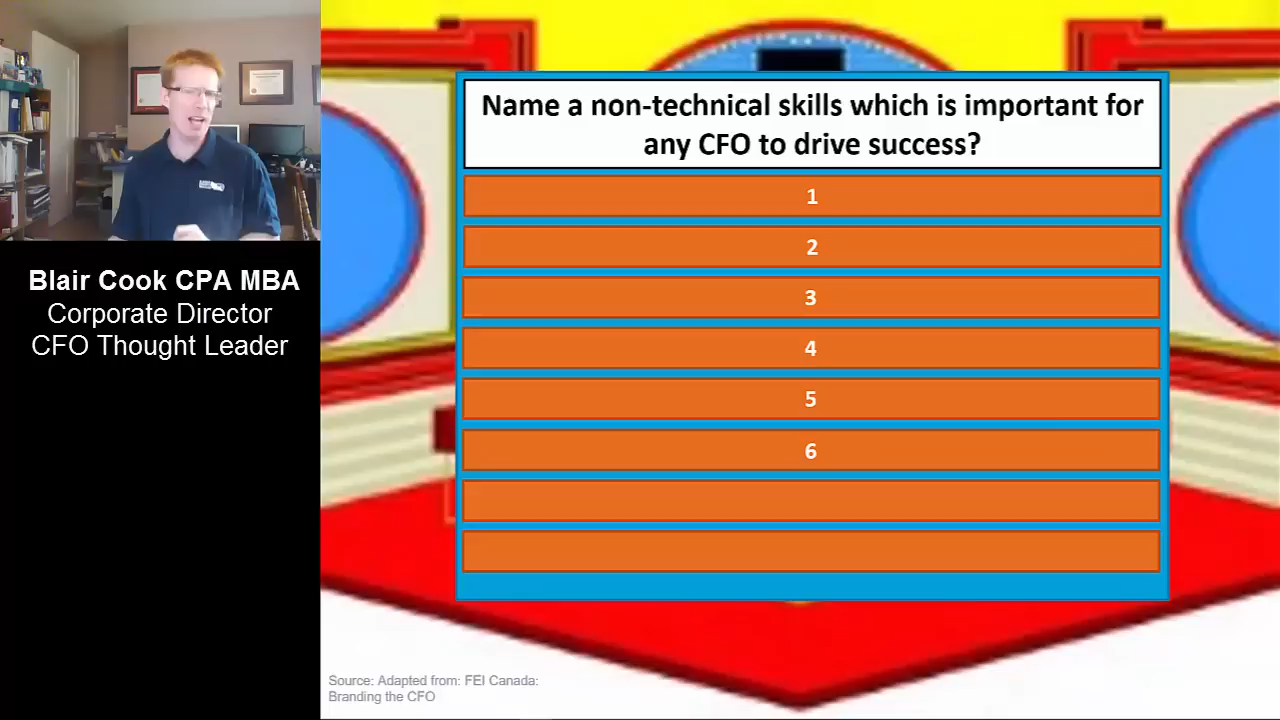 Blair Cook CPA MBA
Corporate Director
CFO Thought Leader
Name a non-technical skills which is important for
any CFO to drive success?
1
2
3
4
5
6
Source: Adapted from: FEI Canada:
Branding the CFO